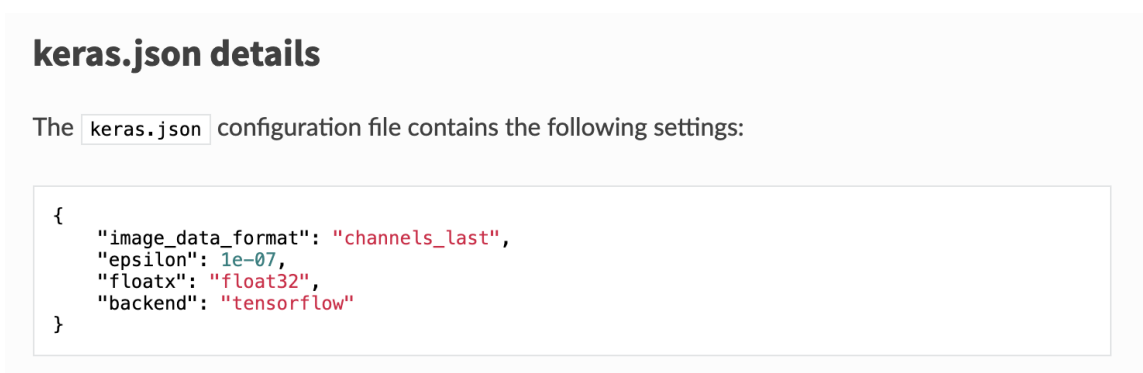 keras.json details
The keras.json configuration file contains the following settings:
{
    "image_data_format": "channels_last",
    "epsilon": 1e-07,
    "floatx": "float32",
    "backend": "tensorflow"
}